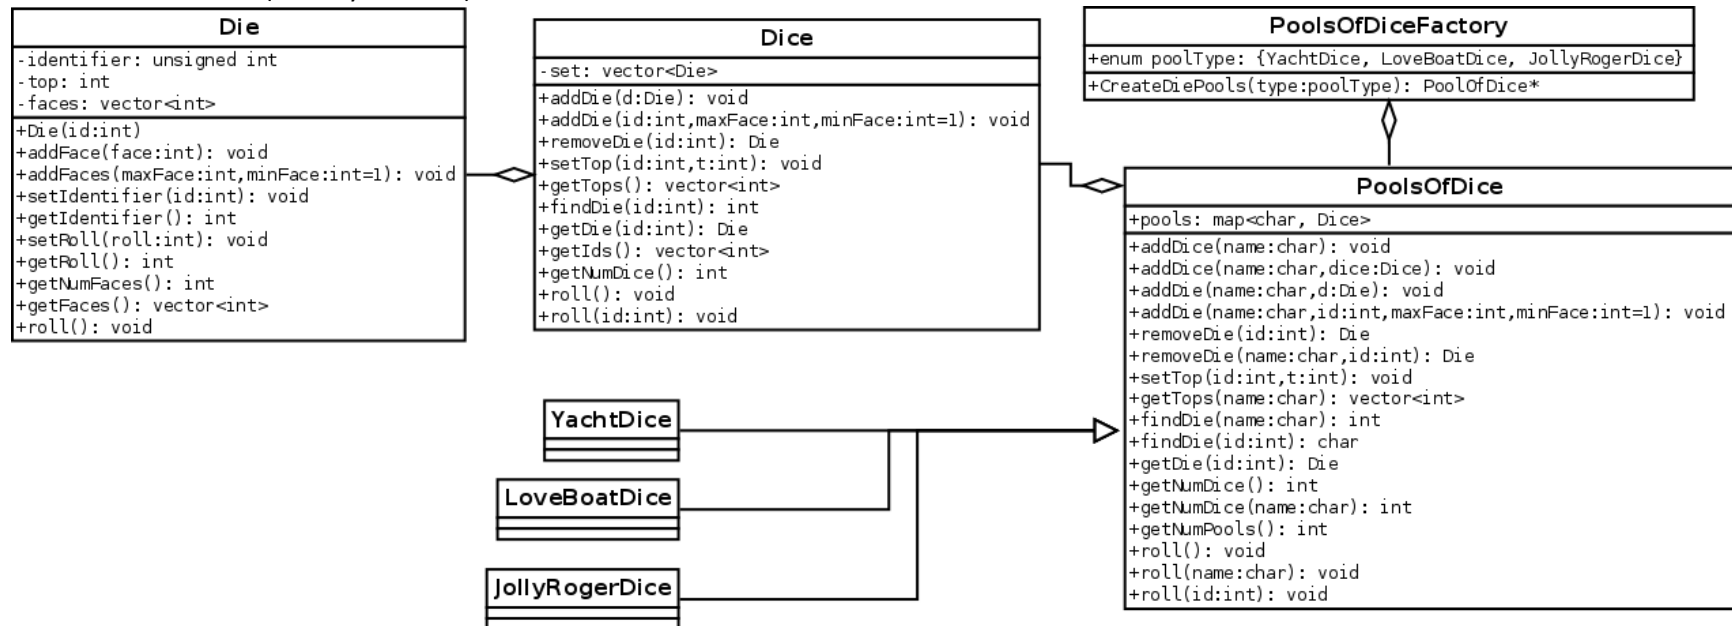 Die
-identifier: unsigned int
-top: int
-faces: vector<int>
+Die(id:int)
+addFace(face:int): void
+addFaces(maxFace:int,minFace:int=1): void
+setIdentifier(id:int): void
+getIdentifier(): int
+setRoll(roll:int): void
+getRoll(): int
+getNumFaces(): int
+getFaces(): vector<int>
+roll(): void
Dice
-set: vector<Die>
+addDie(d:Die): void
+addDie(id:int,maxFace:int,minFace:int=1): void
+removeDie(id:int): Die
+setTop(id:int,t:int): void
+getTops(): vector<int>
+findDie(id:int): int
+getDie(id:int): Die
+getIds(): vector<int>
+getNumDice(): int
+roll(): void
+roll(id:int): void
PoolsOfDiceFactory
+enum poolType: {YachtDice, LoveBoatDice, JollyRogerDice}
+CreateDiePools(type:poolType): PoolOfDice*
PoolsOfDice
+pools: map<char, Dice>
+addDice(name:char): void
+addDice(name:char,dice:Dice): void
+addDie(name:char,d:Die): void
+addDie(name:char,id:int,maxFace:int,minFace:int=1): void
+removeDie(id:int): Die
+removeDie(name:char,id:int): Die
+setTop(id:int,t:int): void
+getTops(name:char): vector<int>
+findDie(name:char): int
+findDie(id:int): char
+getDie(id:int): Die
+getNumDice(): int
+getNumDice(name:char): int
+getNumPools(): int
+roll(): void
+roll(name:char): void
+roll(id:int): void
YachtDice
LoveBoatDice
JollyRogerDice